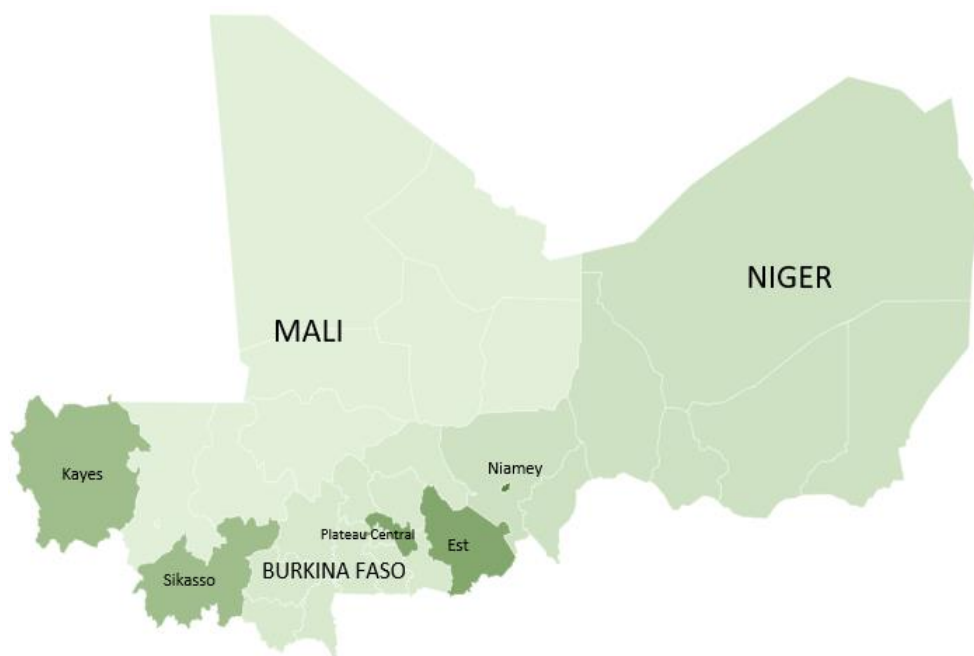 NIGER
MALI
Kayes
Niamey
Plateau Central
Est
Sikasso
BURKINA FASO